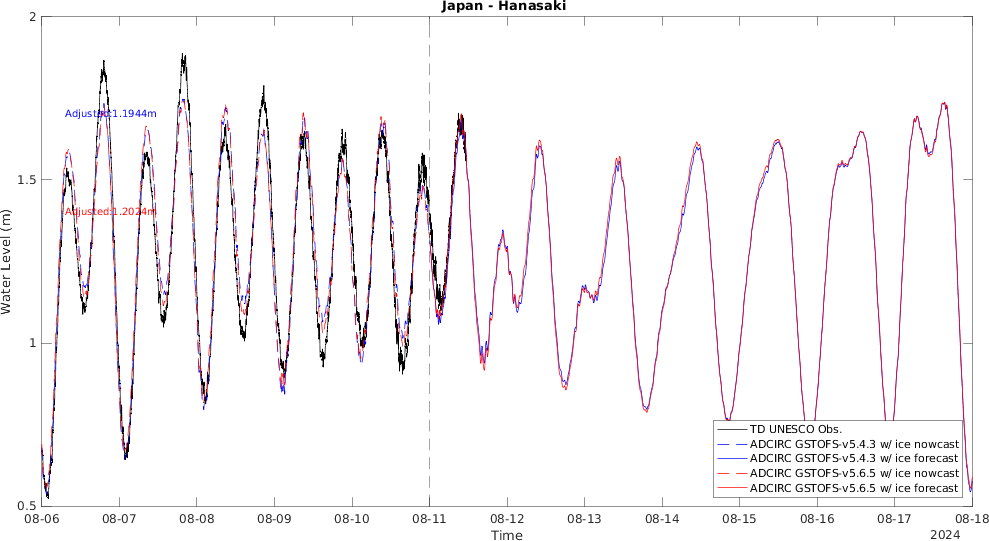 Japan - Hanasaki
2
1.5
1
0.5
Water Level (m)
Adjusted:1.1944m
Adjusted:1.2024m
TD UNESCO Obs.
ADCIRC GSTOFS-v5.4.3 w/ ice nowcast
ADCIRC GSTOFS-v5.4.3 w/ ice forecast
ADCIRC GSTOFS-v5.6.5 w/ ice nowcast
ADCIRC GSTOFS-v5.6.5 w/ ice forecast
08-06 08-07 08-08 08-09 08-10 08-11 08-12 08-13 08-14 08-15 08-16 08-17 08-18
Time
2024